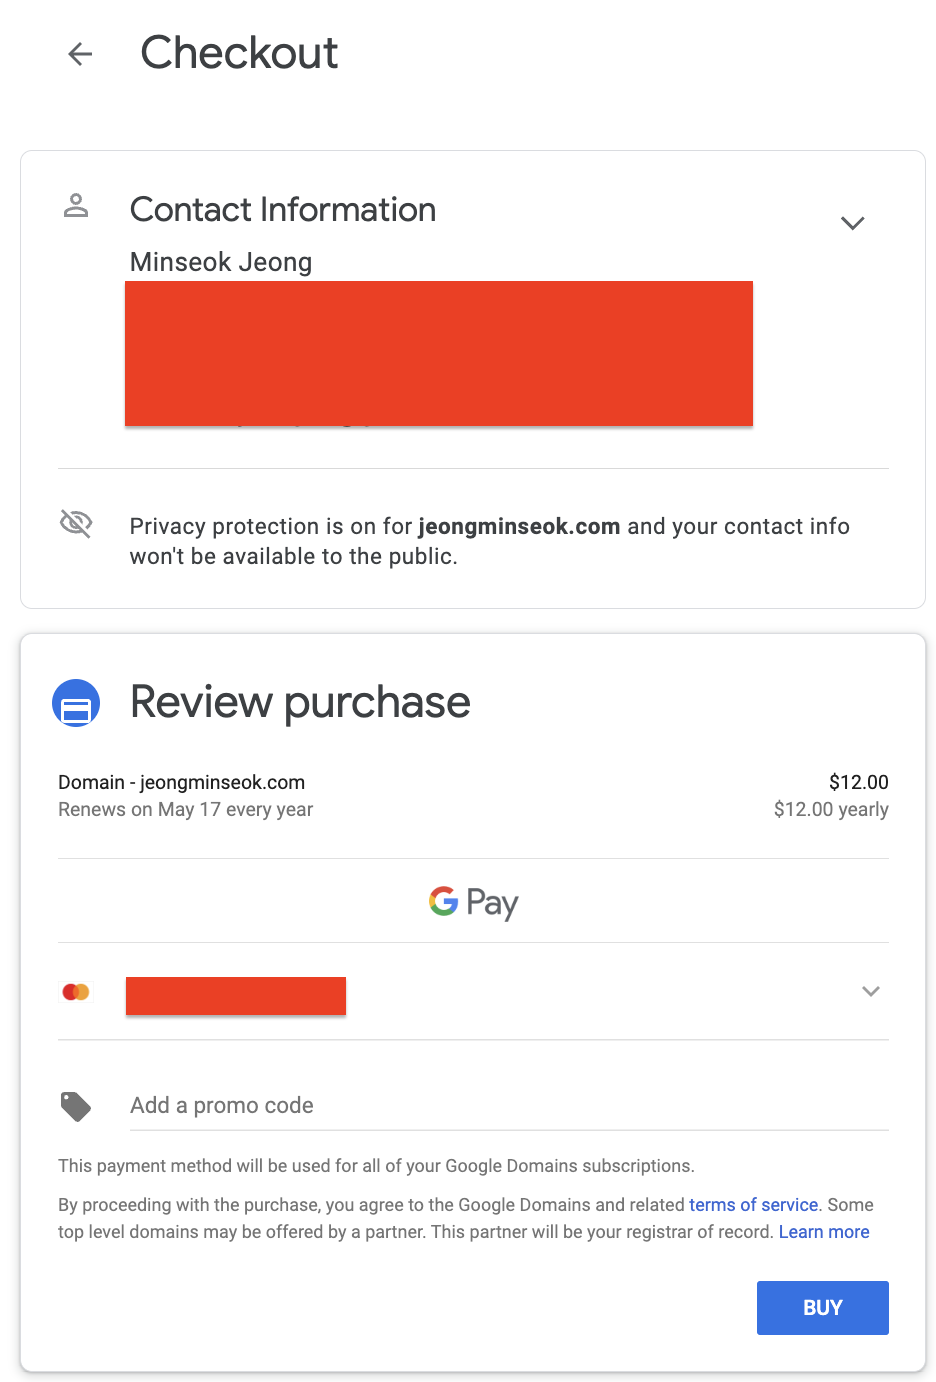 Checkout
Contact Information
Minseok Jeong
Privacy protection is on for jeongminseok.com and your contact info
won't be available to the public.
Review purchase
Domain - jeongminseok.com $12.00
Renews on May 17 every year $12.00 yearly
G Pay
Add a promo code
This payment method will be used for all of your Google Domains subscriptions.
By proceeding with the purchase, you agree to the Google Domains and related terms of service. Some
top level domains may be offered by a partner. This partner will be your registrar of record. Learn more
BUY